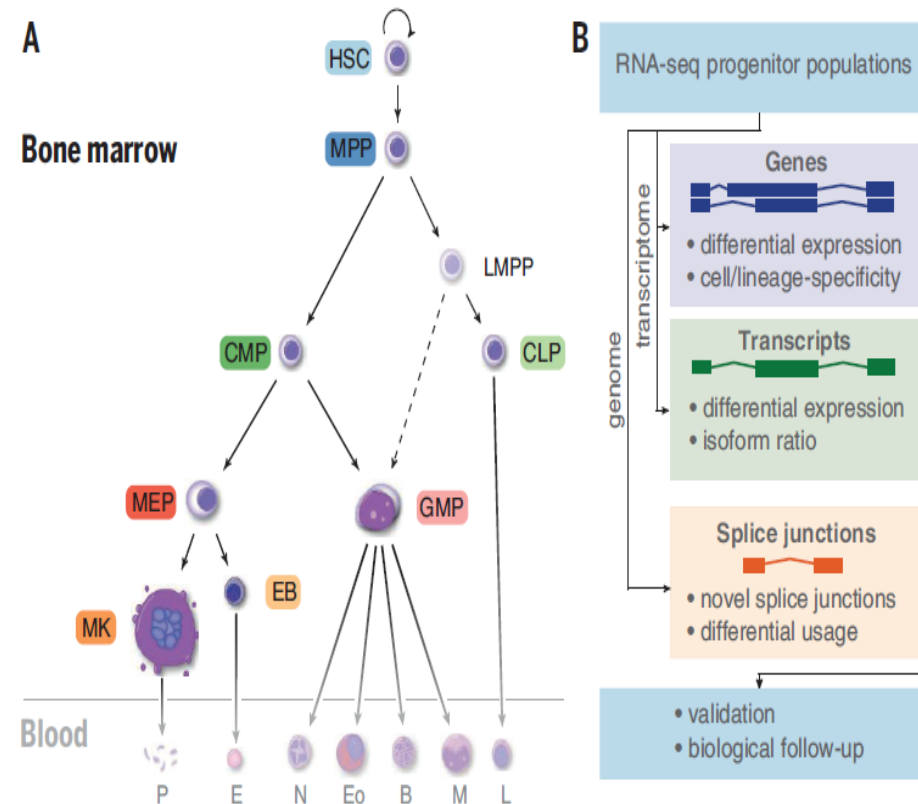 A
HSC
Bone marrow
MPP
LMPP
CMP
CLP
MEP
GMP
EB
MK
Blood
P E N Eo B M L
B
RNA-seq progenitor populations
genome
transcriptome
Genes
• differential expression
• cell/lineage-specificity
Transcripts
• differential expression
• isoform ratio
Splice junctions
• novel splice junctions
• differential usage
• validation
• biological follow-up